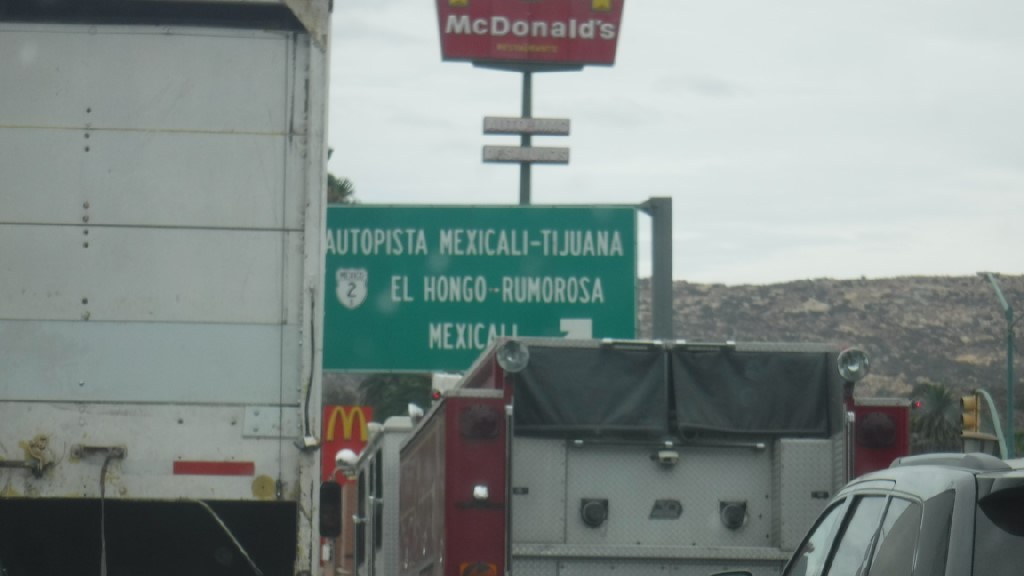 McDonald's
AUTOPISTA MEXICALI-TIJUANA
MEXICO
2
EL HONGO-RUMOROSA
MEXICALI